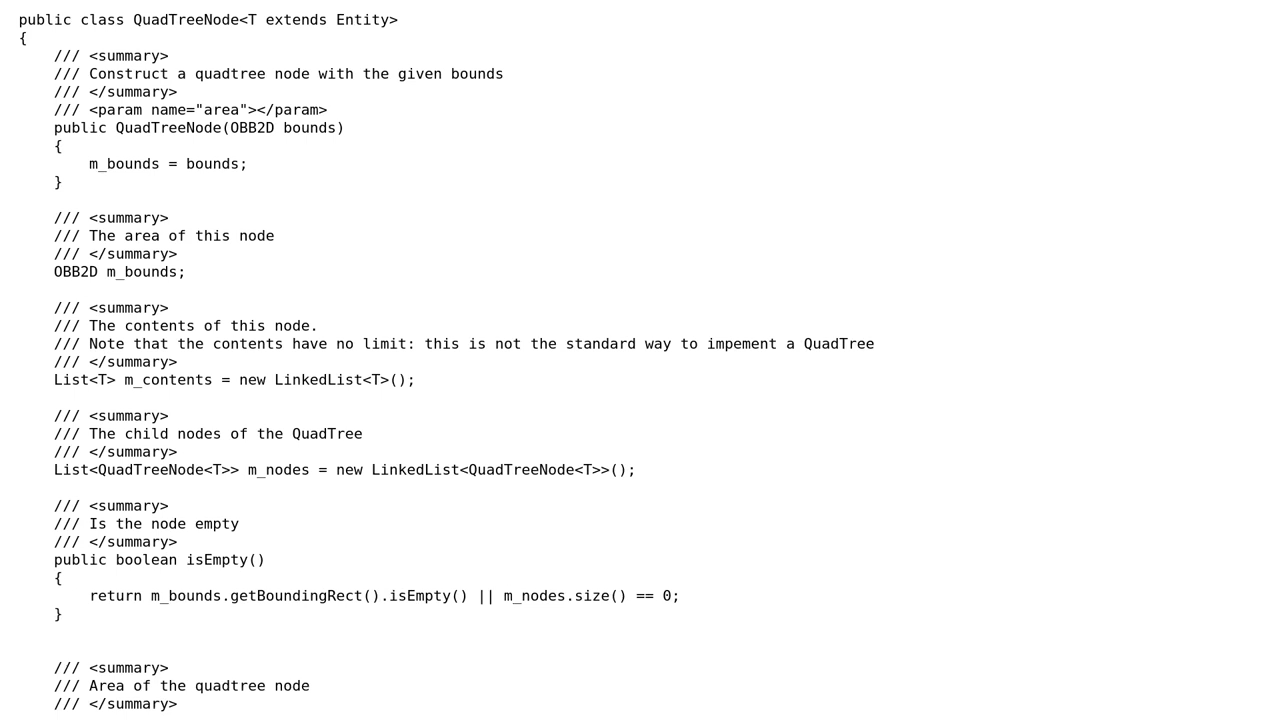 public class QuadTreeNode<T extends Entity>
{
    /// <summary>
    /// Construct a quadtree node with the given bounds
    /// </summary>
    /// <param name="area"></param>
    public QuadTreeNode(OBB2D bounds)
    {
        m_bounds = bounds;
    }

    /// <summary>
    /// The area of this node
    /// </summary>
    OBB2D m_bounds;

    /// <summary>
    /// The contents of this node.
    /// Note that the contents have no limit: this is not the standard way to impement a QuadTree
    /// </summary>
    List<T> m_contents = new LinkedList<T>();

    /// <summary>
    /// The child nodes of the QuadTree
    /// </summary>
    List<QuadTreeNode<T>> m_nodes = new LinkedList<QuadTreeNode<T>>();

    /// <summary>
    /// Is the node empty
    /// </summary>
    public boolean isEmpty()
    {
        return m_bounds.getBoundingRect().isEmpty() || m_nodes.size() == 0;
    }


    /// <summary>
    /// Area of the quadtree node
    /// </summary>